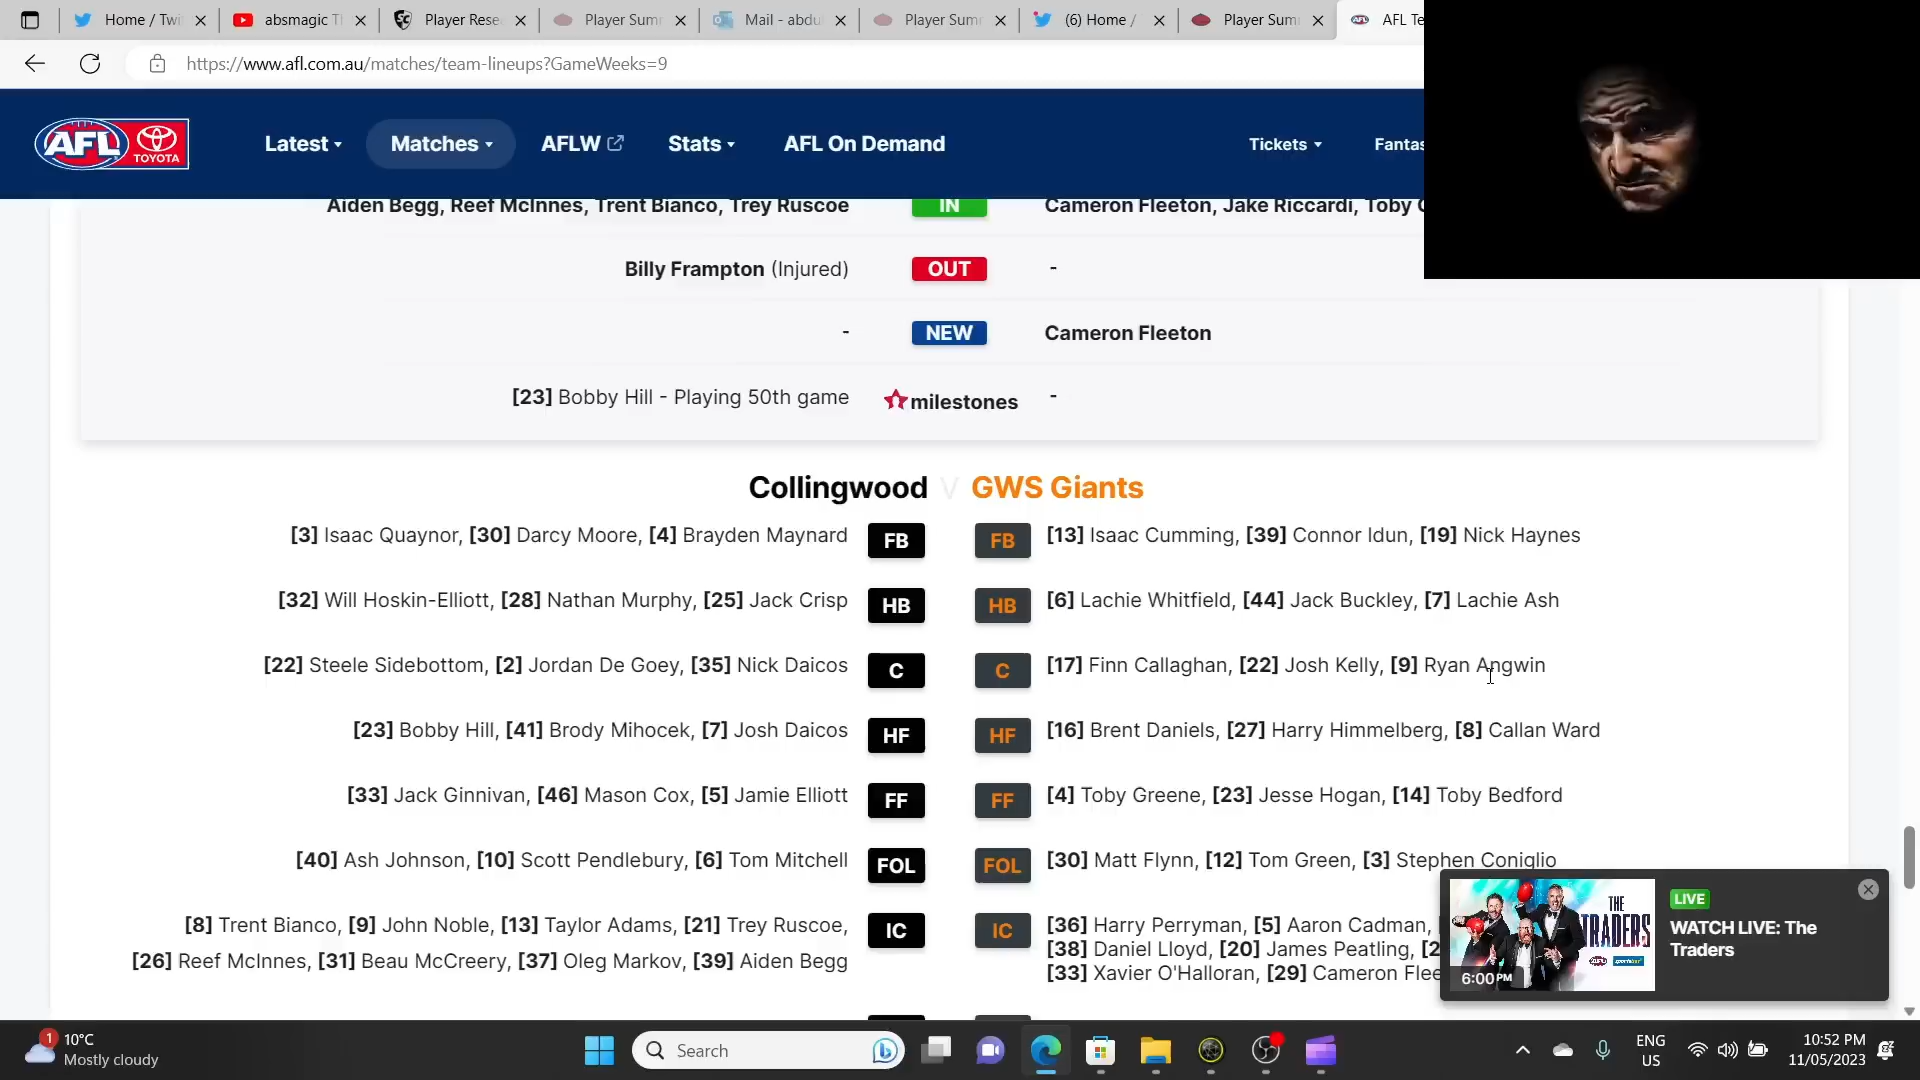 Home / Twi
absmagic T
Player Rese
Player Sum
Mail - abdu
Player Sum
(6) Home /
Player Sum
AFL Te
https://www.afl.com.au/matches/team-lineups?GameWeeks=9
AFL TOYOTA
Latest
Matches
AFLW
Stats
AFL On Demand
Tickets
Fantas
Aiden Begg, Reef McInnes, Trent Bianco, Trey Ruscoe IN Cameron Fleeton, Jake Riccardi, Toby
Billy Frampton (Injured) OUT -
- NEW Cameron Fleeton
[23] Bobby Hill - Playing 50th game milestones -
Collingwood V GWS Giants
[3] Isaac Quaynor, [30] Darcy Moore, [4] Brayden Maynard FB FB [13] Isaac Cumming, [39] Connor Idun, [19] Nick Haynes
[32] Will Hoskin-Elliott, [28] Nathan Murphy, [25] Jack Crisp HB HB [6] Lachie Whitfield, [44] Jack Buckley, [7] Lachie Ash
[22] Steele Sidebottom, [2] Jordan De Goey, [35] Nick Daicos C C [17] Finn Callaghan, [22] Josh Kelly, [9] Ryan Angwin
[23] Bobby Hill, [41] Brody Mihocek, [7] Josh Daicos HF HF [16] Brent Daniels, [27] Harry Himmelberg, [8] Callan Ward
[33] Jack Ginnivan, [46] Mason Cox, [5] Jamie Elliott FF FF [4] Toby Greene, [23] Jesse Hogan, [14] Toby Bedford
[40] Ash Johnson, [10] Scott Pendlebury, [6] Tom Mitchell FOL FOL [30] Matt Flynn, [12] Tom Green, [3] Stephen Coniglio
[8] Trent Bianco, [9] John Noble, [13] Taylor Adams, [21] Trey Ruscoe, IC IC [36] Harry Perryman, [5] Aaron Cadman,
[26] Reef McInnes, [31] Beau McCreery, [37] Oleg Markov, [39] Aiden Begg
[38] Daniel Lloyd, [20] James Peatling, [2
[33] Xavier O'Halloran, [29] Cameron Flee
THE TRADERS
6:00PM
LIVE
WATCH LIVE: The
Traders
1
10°C
Mostly cloudy
Search
ENG
US
10:52 PM
11/05/2023